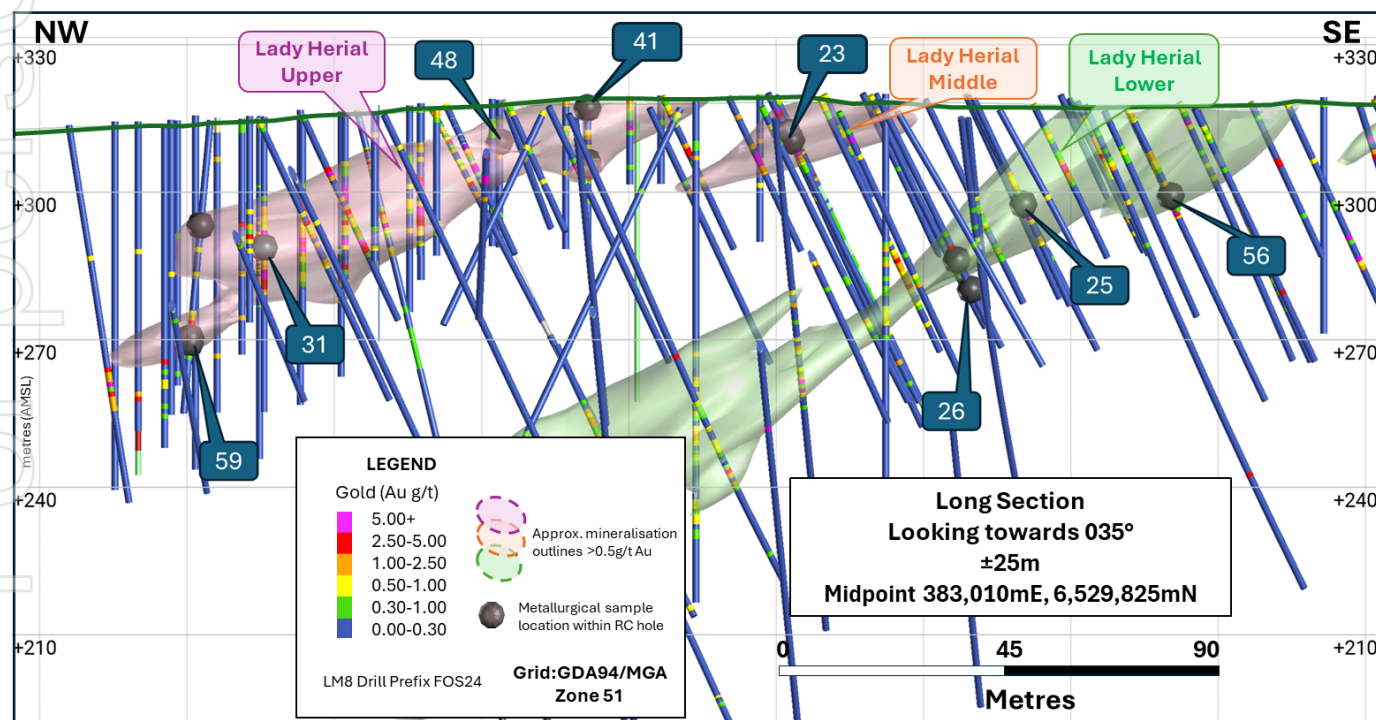 NW
SE
+330
+330
Lady Herial
Upper
48
41
23
Lady Herial
Middle
Lady Herial
Lower
+300
+300
31
25
56
+270
+270
metres (AMSL)
59
26
+240
+240
LEGEND
Gold (Au g/t)
5.00+
2.50-5.00
1.00-2.50
0.50-1.00
0.30-1.00
0.00-0.30
Approx. mineralisation
outlines >0.5g/t Au
Metallurgical sample
location within RC hole
LM8 Drill Prefix FOS24
Grid:GDA94/MGA
Zone 51
Long Section
Looking towards 035°
±25m
Midpoint 383,010mE, 6,529,825mN
+210
+210
0 45 90
Metres